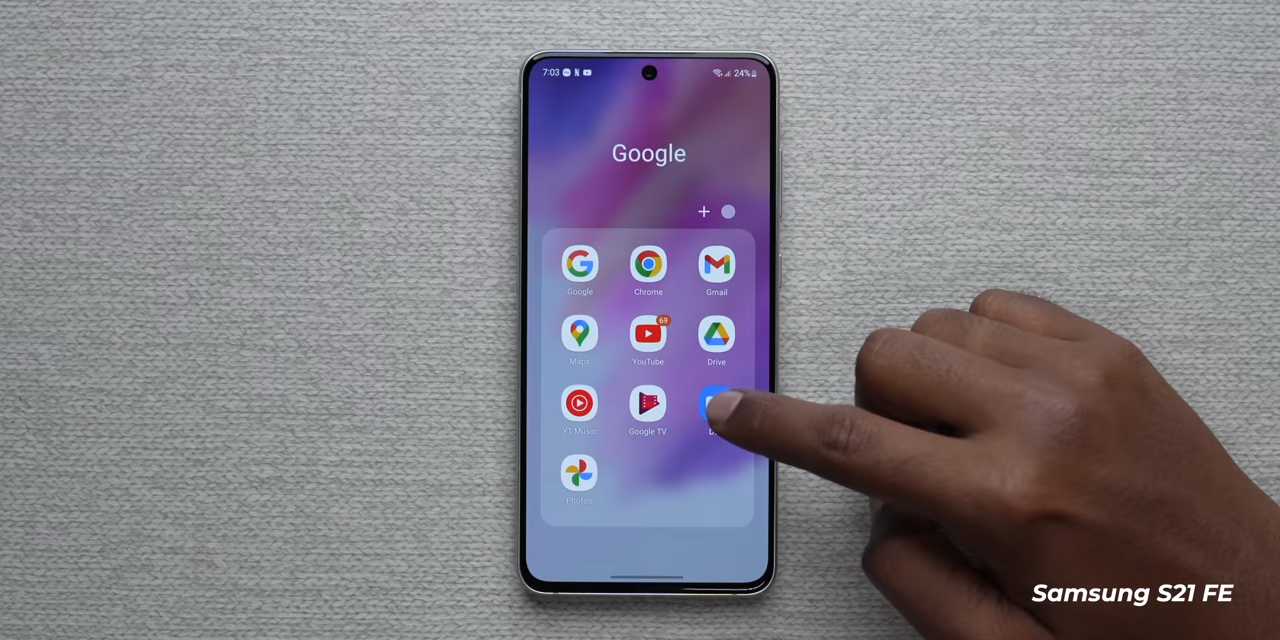 7:03
24%
Google
+
Google Chrome Gmail
69
Maps YouTube Drive
YT Music Google TV
Photos
Samsung S21 FE